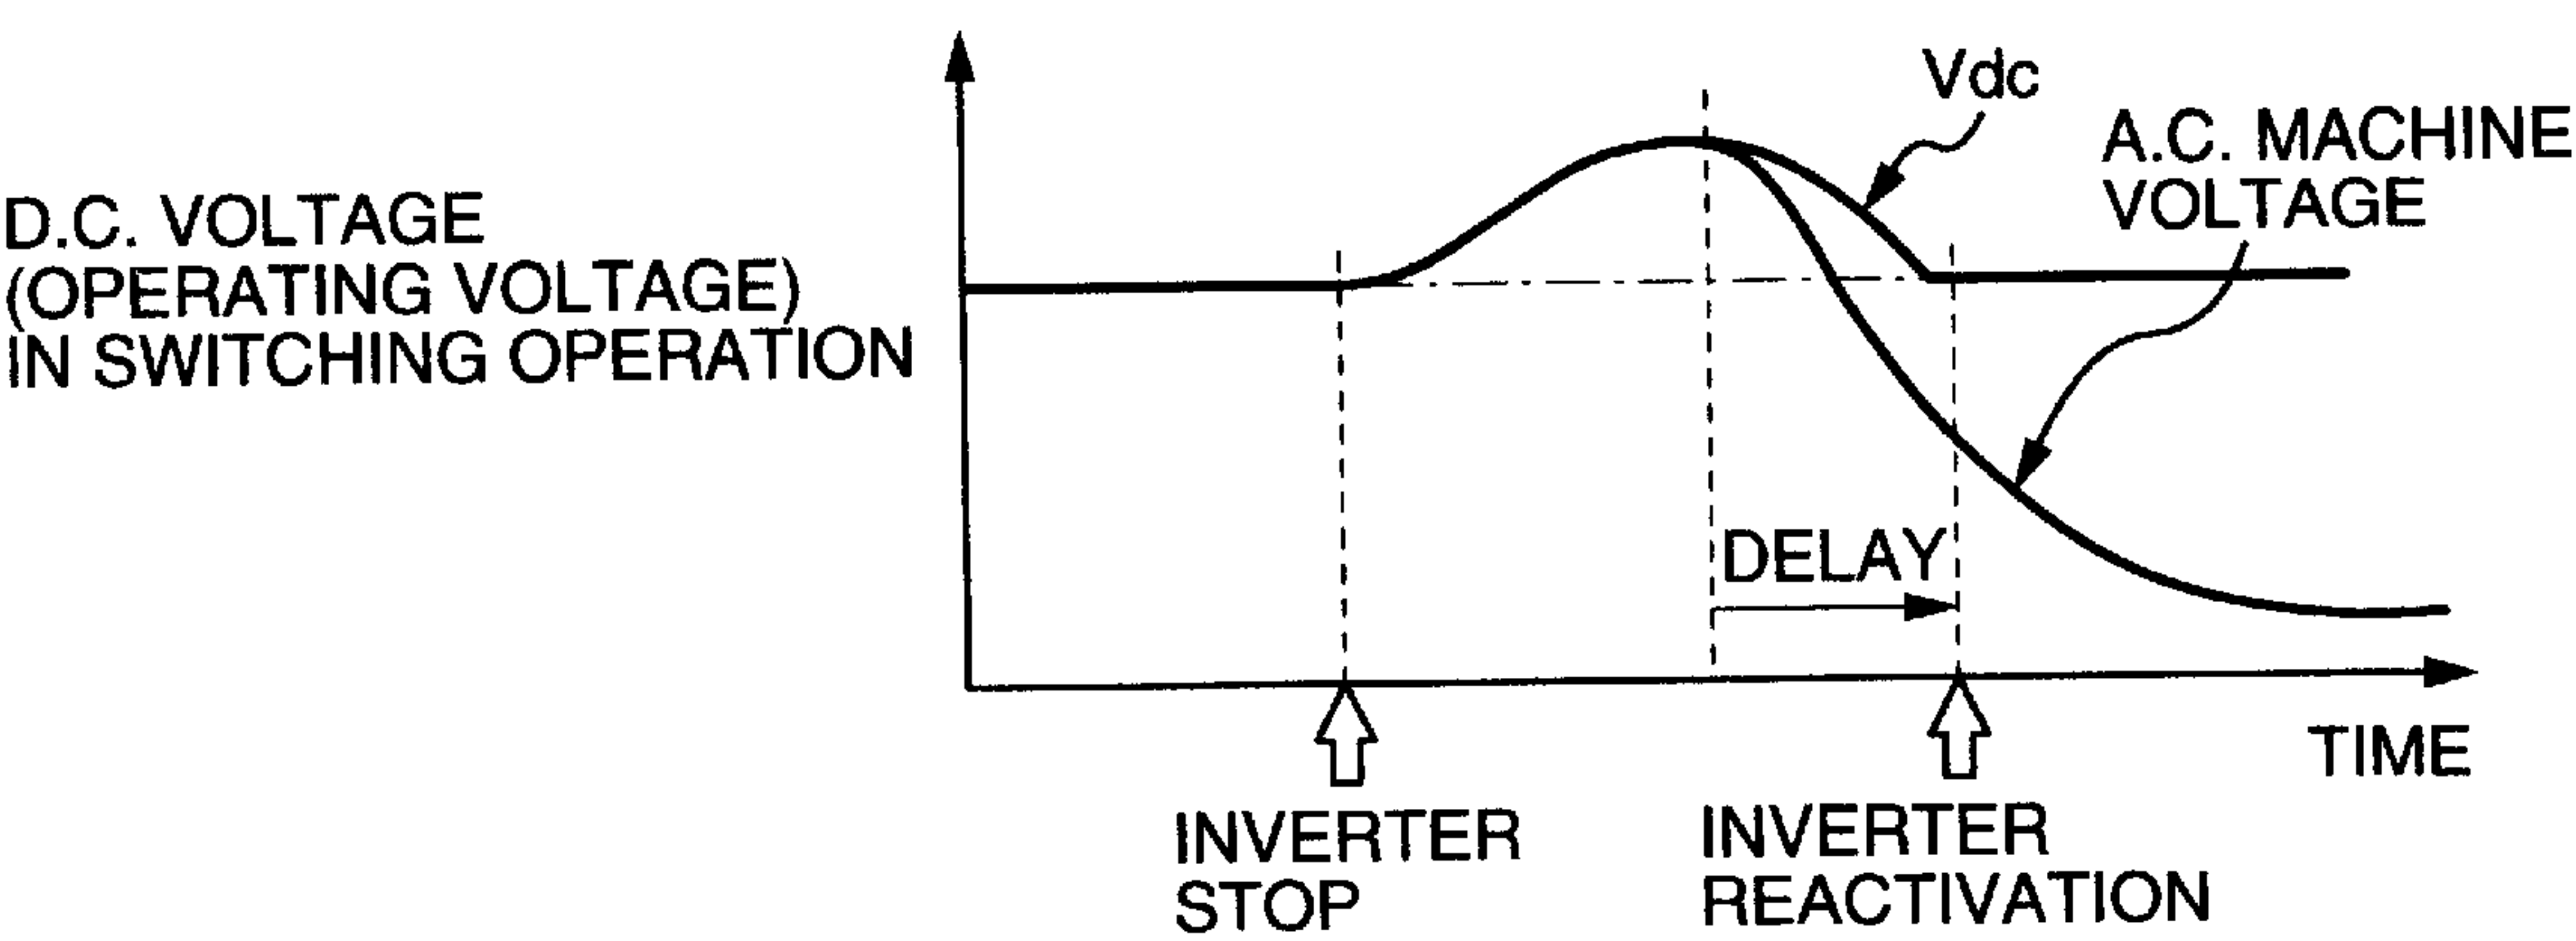 Vdc
A.C. MACHINE
VOLTAGE
D.C. VOLTAGE
(OPERATING VOLTAGE)
IN SWITCHING OPERATION
DELAY
TIME
INVERTER
STOP
INVERTER
REACTIVATION